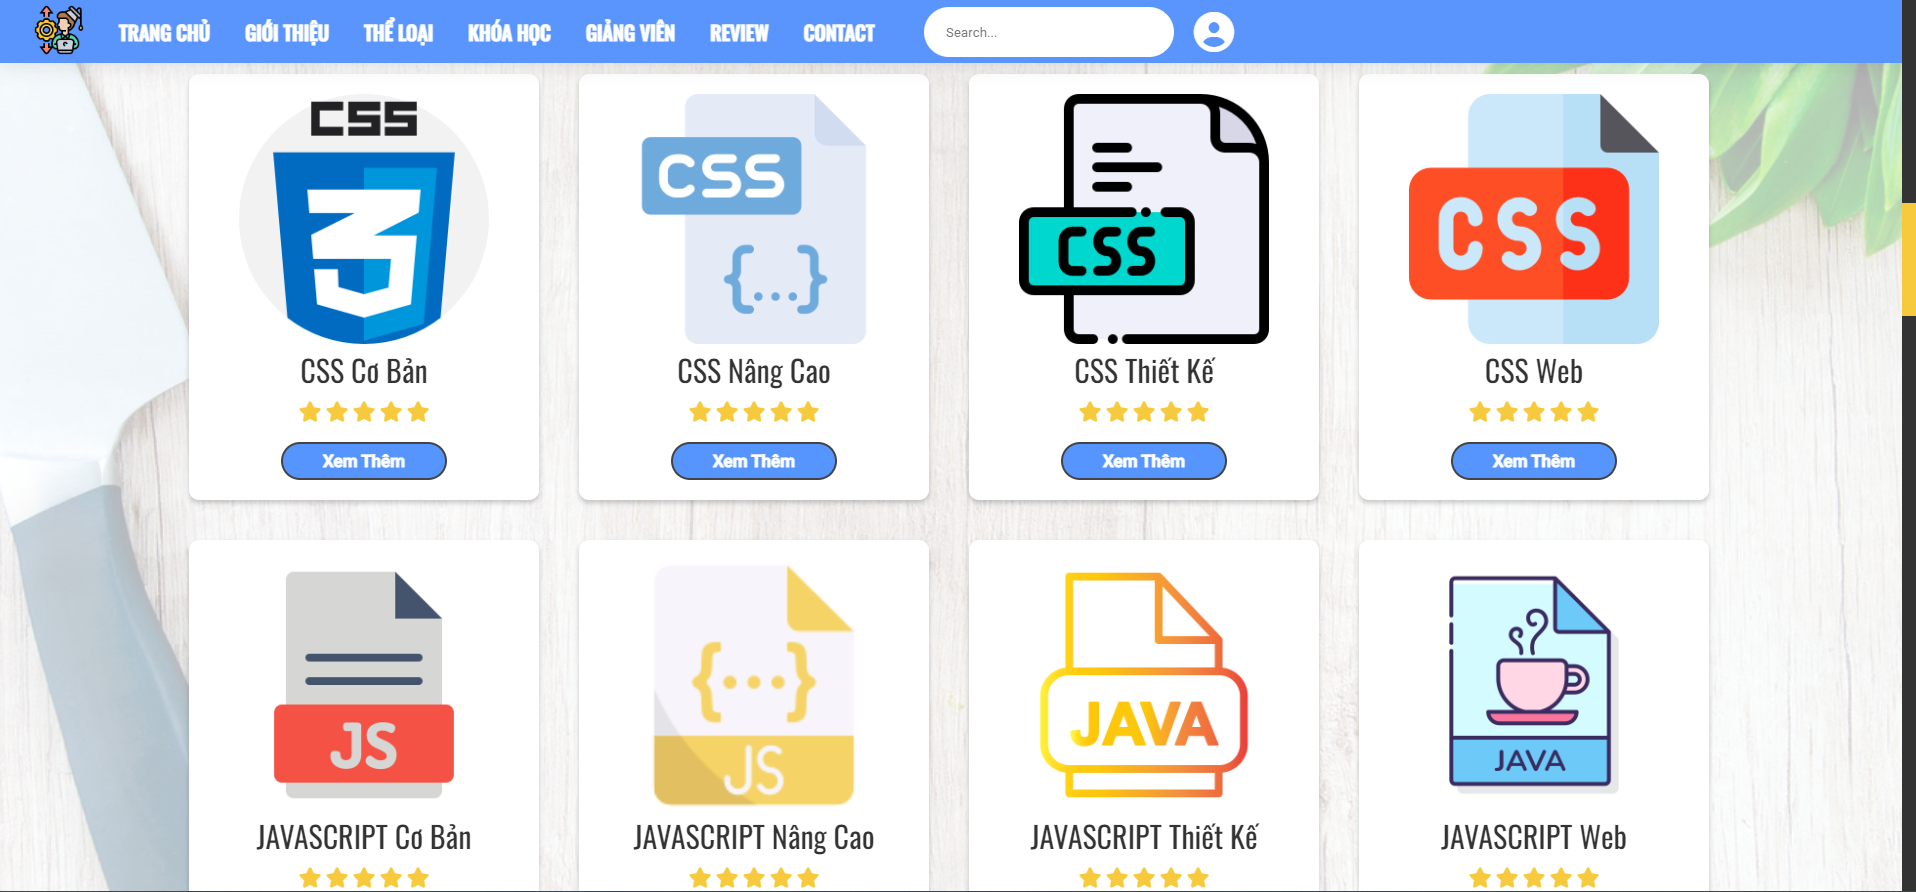 TRANG CHỦ GIỚI THIỆU THỂ LOẠI KHÓA HỌC GIẢNG VIÊN REVIEW CONTACT Search...
CSS
3
CSS
{...}
CSS
CSS
CSS Cơ Bản
CSS Nâng Cao
CSS Thiết Kế
CSS Web
Xem Thêm
Xem Thêm
Xem Thêm
Xem Thêm
JS
{...}
JS
JAVA
JAVA
JAVASCRIPT Cơ Bản
JAVASCRIPT Nâng Cao
JAVASCRIPT Thiết Kế
JAVASCRIPT Web